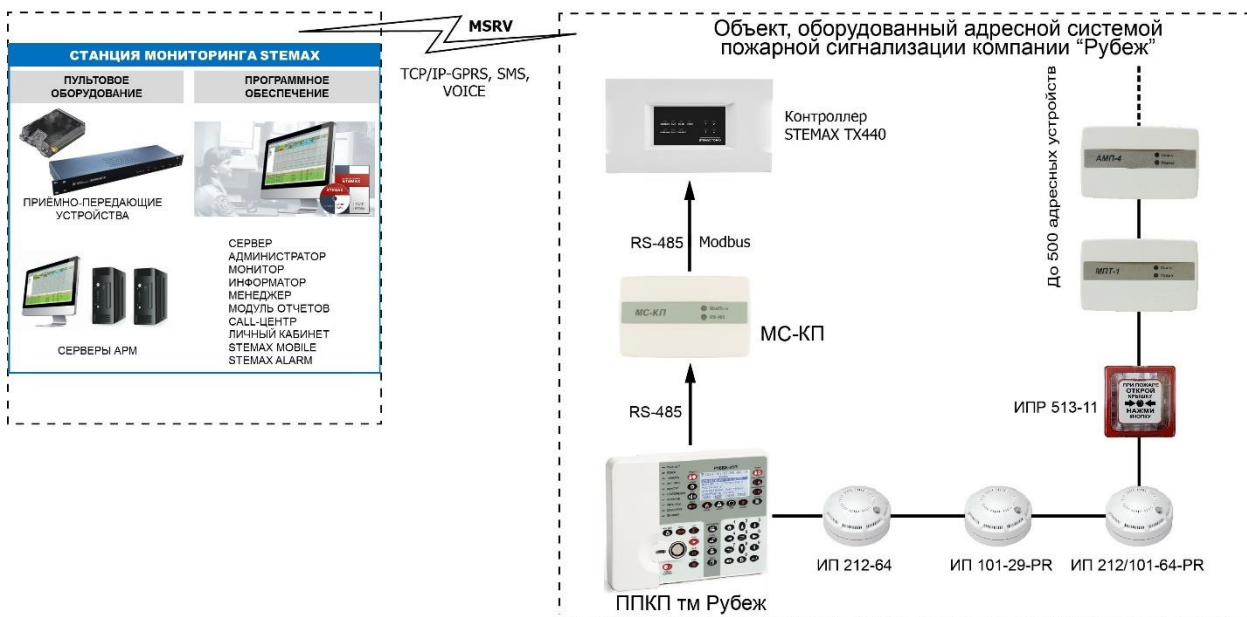 MSRV
TCP/IP-GPRS, SMS,
VOICE
СТАНЦИЯ МОНИТОРИНГА STEMAX
ПУЛЬТОВОЕ
ОБОРУДОВАНИЕ
ПРОГРАММНОЕ
ОБЕСПЕЧЕНИЕ
ПРИЁМНО-ПЕРЕДАЮЩИЕ
УСТРОЙСТВА
СЕРВЕРЫ АРМ
СЕРВЕР
АДМИНИСТРАТОР
МОНИТОР
ИНФОРМАТОР
МЕНЕДЖЕР
МОДУЛЬ ОТЧЕТОВ
CALL-ЦЕНТР
ЛИЧНЫЙ КАБИНЕТ
STEMAX MOBILE
STEMAX ALARM
Объект, оборудованный адресной системой
пожарной сигнализации компании “Рубеж”
Контроллер
STEMAX TX440
RS-485 Modbus
МС-КП
МС-КП
RS-485
ППКП тм Рубеж
ИП 212-64
ИП 101-29-PR
ИП 212/101-64-PR
ИПР 513-11
ПРИ ПОЖАРЕ
ОТКРОЙ
КРЫШКУ
НАЖМИ
КНОПКУ
МПТ-1
АМП-4
До 500 адресных устройств